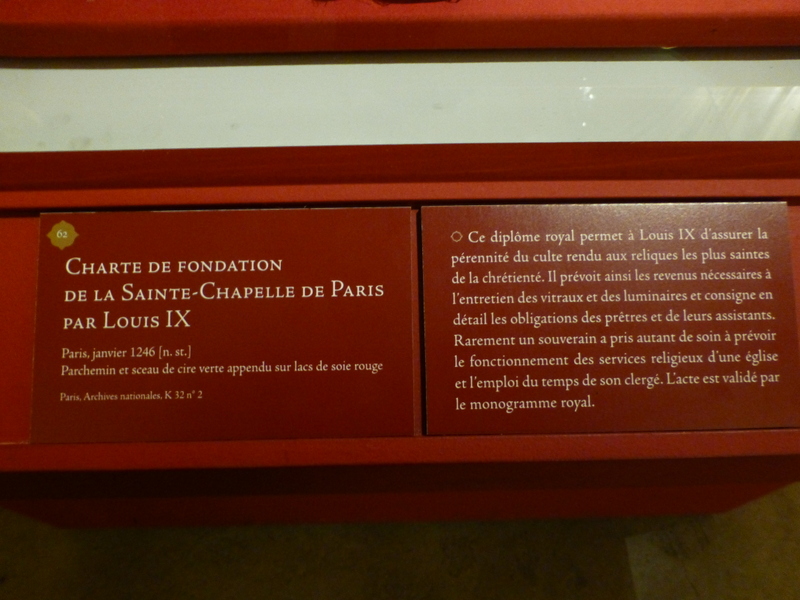 62
CHARTE DE FONDATION
DE LA SAINTE-CHAPELLE DE PARIS
PAR LOUIS IX
Paris, janvier 1246 [n. st.]
Parchemin et sceau de cire verte appendu sur lacs de soie rouge
Paris, Archives nationales, K 32 n° 2
Ce diplôme royal permet à Louis IX d'assurer la
pérennité du culte rendu aux reliques les plus saintes
de la chrétienté. Il prévoit ainsi les revenus nécessaires à
l'entretien des vitraux et des luminaires et consigne en
détail les obligations des prêtres et de leurs assistants.
Rarement un souverain a pris autant de soin à prévoir
le fonctionnement des services religieux d'une église
et l'emploi du temps de son clergé. L'acte est validé par
le monogramme royal.